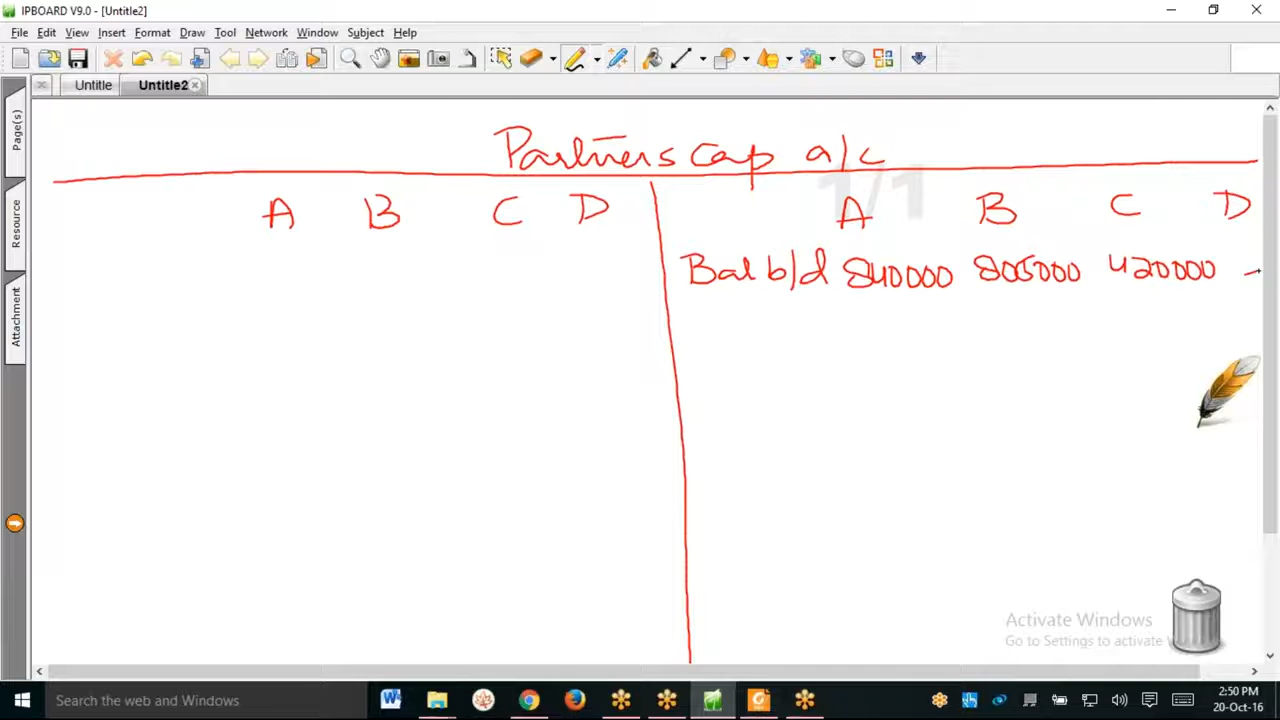 IPBOARD V9.0 - [Untitle2]
File Edit View Insert Format Draw Tool Network Window Subject Help
Untitle Untitle2
Page(s)
Resource
Attachment
1/1
Partners cap a/c
A B C D A B C D
Bal b/d 840000 805000 420000 -
Activate Windows
Go to Settings to activate W
Search the web and Windows
2:50 PM
20-Oct-16